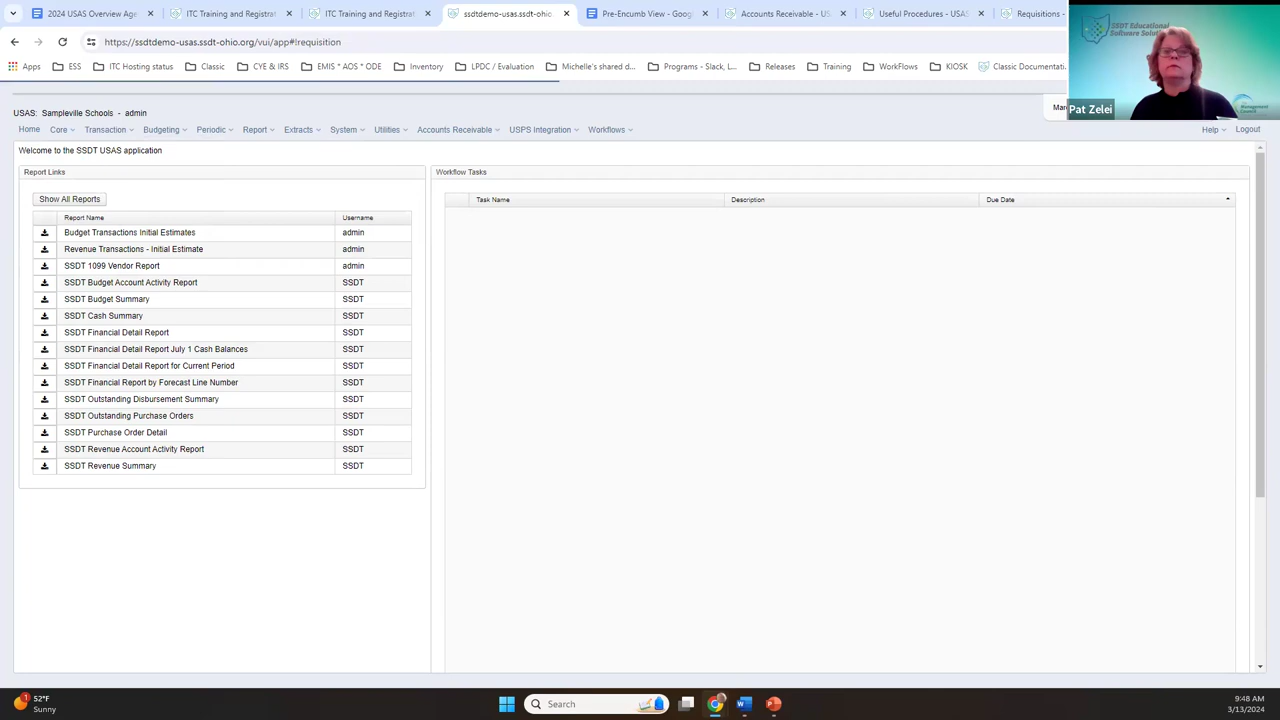 2024 USAS Overview Age
ITC Training and Registrat
ITC Training and Registrat
ssdtdemo-usas.ssdt-ohio
Pre-Encumb View - Goog
Accounts Receivable - US
Useful Procedures - USAS
Requisitions -
https://ssdtdemo-usas.ssdt-ohio.org/vui/app#!requisition
Apps
ESS
ITC Hosting status
Classic
CYE & IRS
EMIS * AOS * ODE
Inventory
LPDC / Evaluation
Michelle's shared d...
Programs - Slack, L...
Releases
Training
WorkFlows
KIOSK
Classic Documentati...
SSDT Educational
Software Solutions
Management
Council
Pat Zelei
USAS: Sampleville Schools - admin
Home Core Transaction Budgeting Periodic Report Extracts System Utilities Accounts Receivable USPS Integration Workflows Help Logout
Welcome to the SSDT USAS application
Report Links
Show All Reports
Report Name Username
Budget Transactions Initial Estimates admin
Revenue Transactions - Initial Estimate admin
SSDT 1099 Vendor Report admin
SSDT Budget Account Activity Report SSDT
SSDT Budget Summary SSDT
SSDT Cash Summary SSDT
SSDT Financial Detail Report SSDT
SSDT Financial Detail Report July 1 Cash Balances SSDT
SSDT Financial Detail Report for Current Period SSDT
SSDT Financial Report by Forecast Line Number SSDT
SSDT Outstanding Disbursement Summary SSDT
SSDT Outstanding Purchase Orders SSDT
SSDT Purchase Order Detail SSDT
SSDT Revenue Account Activity Report SSDT
SSDT Revenue Summary SSDT
Workflow Tasks
Task Name Description Due Date
1
52°F
Sunny
Search
9:48 AM
3/13/2024